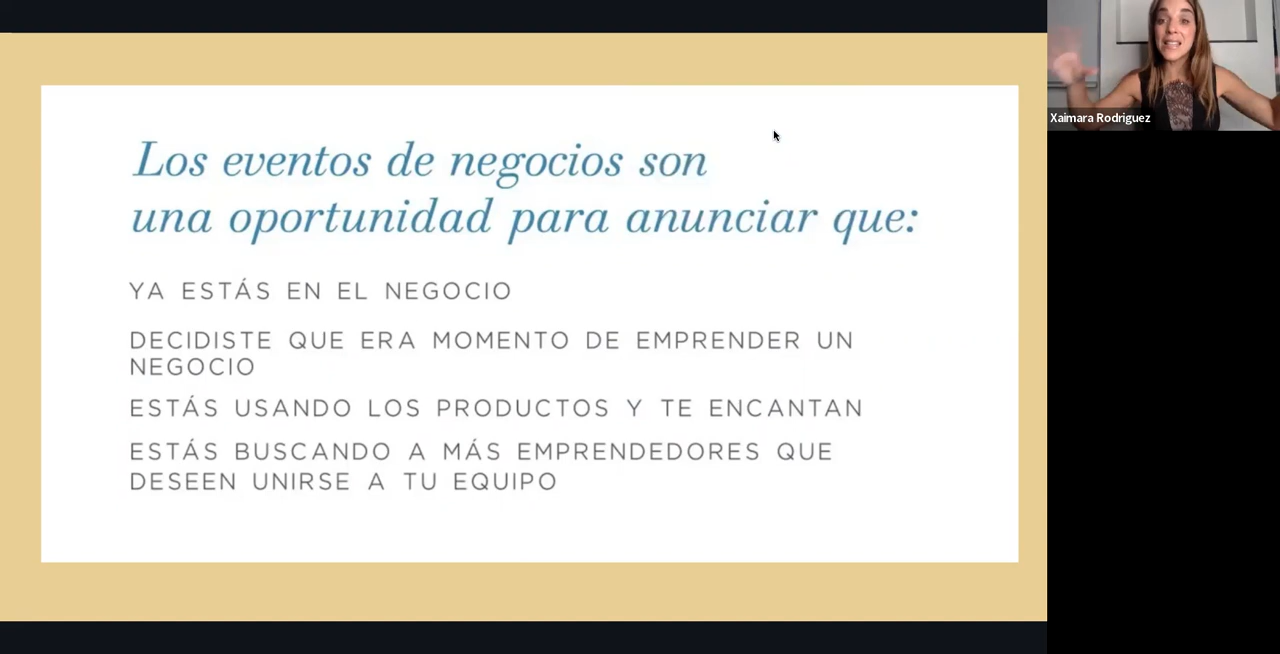 Los eventos de negocios son
una oportunidad para anunciar que:
YA ESTÁS EN EL NEGOCIO
DECIDISTE QUE ERA MOMENTO DE EMPRENDER UN
NEGOCIO
ESTÁS USANDO LOS PRODUCTOS Y TE ENCANTAN
ESTÁS BUSCANDO A MÁS EMPRENDEDORES QUE
DESEEN UNIRSE A TU EQUIPO
Xaimara Rodriguez